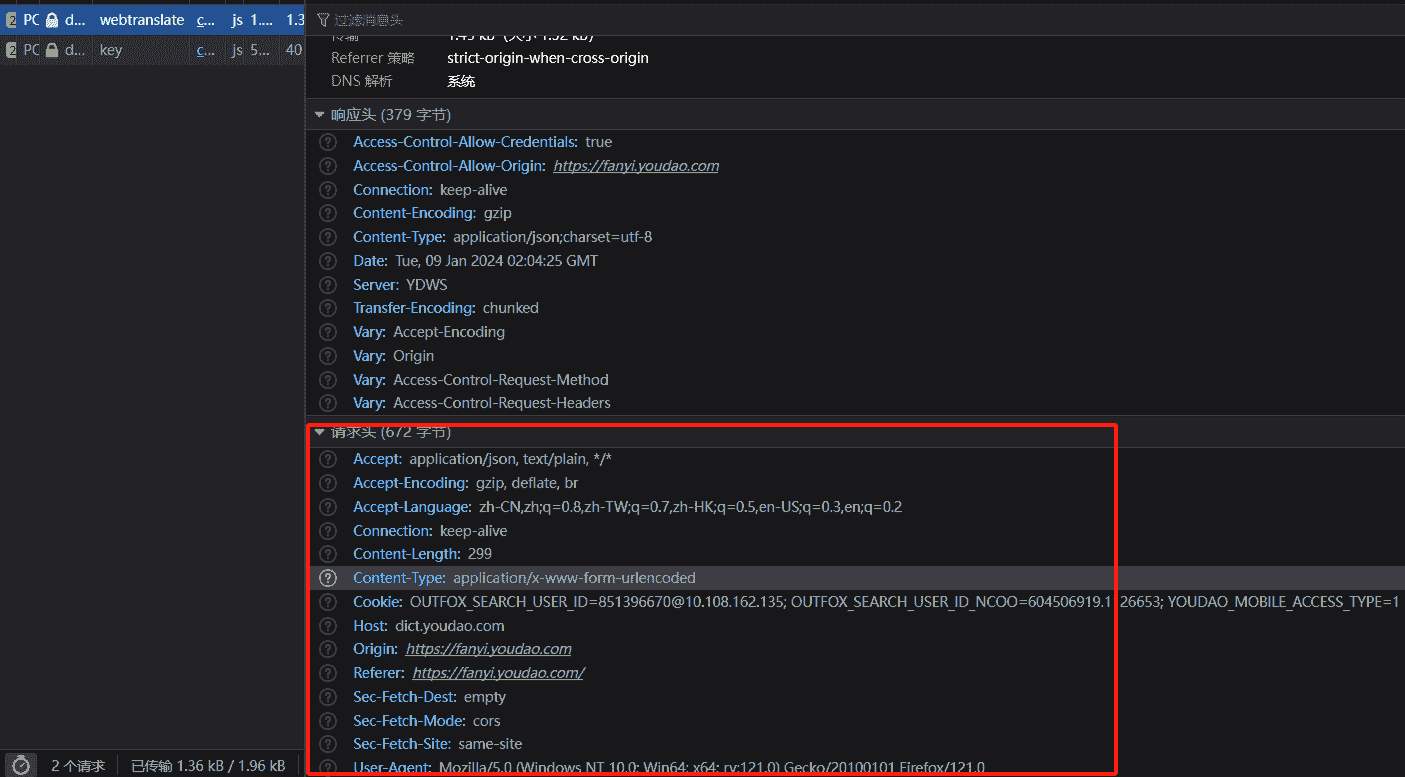 2 PC d... webtranslate c... js 1.... 1.3
2 PC d... key c... js 5... 40
过滤消息头
传输 1.45 kB (大小 1.32 kB)
Referrer 策略 strict-origin-when-cross-origin
DNS 解析 系统
响应头 (379 字节)
Access-Control-Allow-Credentials: true
Access-Control-Allow-Origin: https://fanyi.youdao.com
Connection: keep-alive
Content-Encoding: gzip
Content-Type: application/json;charset=utf-8
Date: Tue, 09 Jan 2024 02:04:25 GMT
Server: YDWS
Transfer-Encoding: chunked
Vary: Accept-Encoding
Vary: Origin
Vary: Access-Control-Request-Method
Vary: Access-Control-Request-Headers
请求头 (672 字节)
Accept: application/json, text/plain, */*
Accept-Encoding: gzip, deflate, br
Accept-Language: zh-CN,zh;q=0.8,zh-TW;q=0.7,zh-HK;q=0.5,en-US;q=0.3,en;q=0.2
Connection: keep-alive
Content-Length: 299
Content-Type: application/x-www-form-urlencoded
Cookie: OUTFOX_SEARCH_USER_ID=851396670@10.108.162.135; YOUDAO_MOBILE_ACCESS_TYPE=1
Host: dict.youdao.com
Origin: https://fanyi.youdao.com
Referer: https://fanyi.youdao.com/
Sec-Fetch-Dest: empty
Sec-Fetch-Mode: cors
Sec-Fetch-Site: same-site
User-Agent: Mozilla/5.0 (Windows NT 10.0; Win64; x64; rv:121.0) Gecko/20100101 Firefox/121.0
2 个请求 已传输 1.36 kB / 1.96 kB